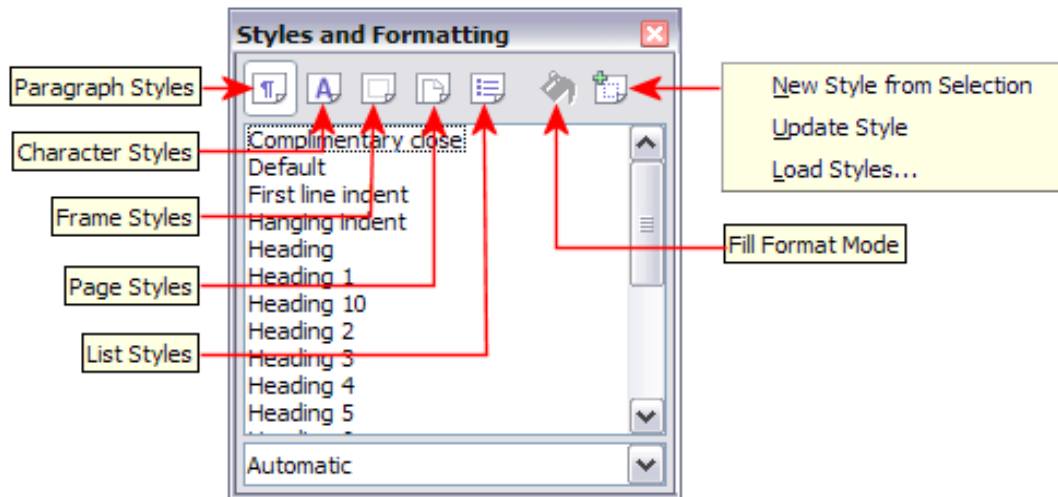 Styles and Formatting
Paragraph Styles
Character Styles
Frame Styles
Page Styles
List Styles
Complimentary close
Default
First line indent
Hanging indent
Heading
Heading 1
Heading 10
Heading 2
Heading 3
Heading 4
Heading 5
Automatic
New Style from Selection
Update Style
Load Styles...
Fill Format Mode